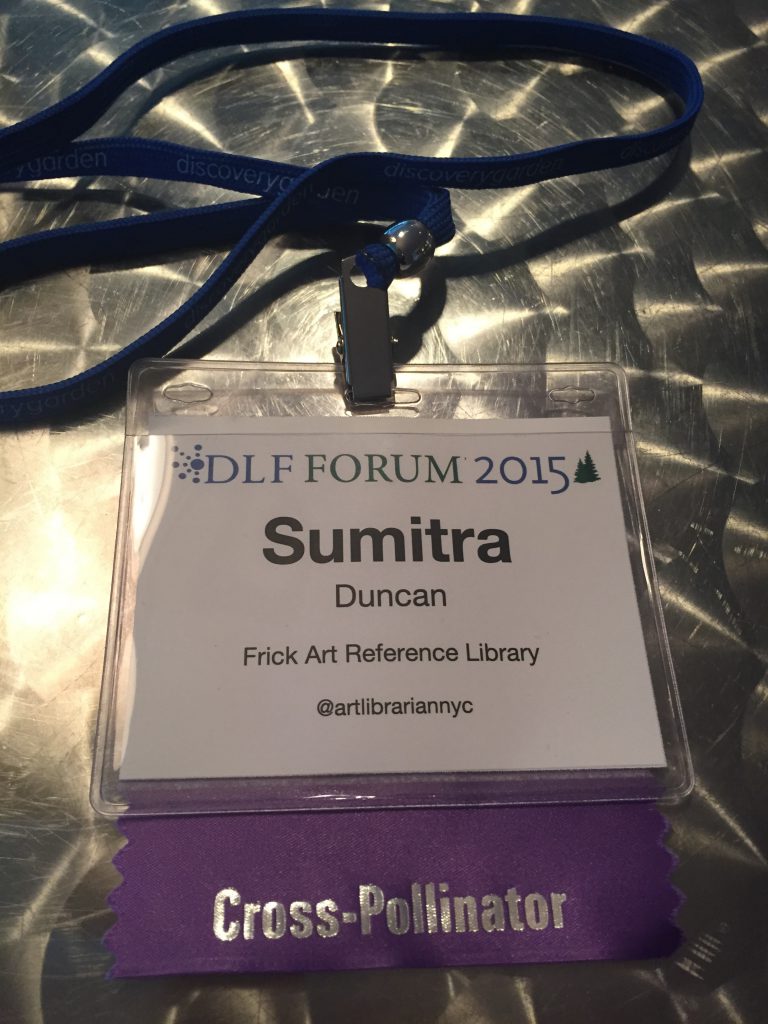 discoverygarden
discoverygarden
DLF FORUM 2015
Sumitra
Duncan
Frick Art Reference Library
@artlibrariannyc
Cross-Pollinator